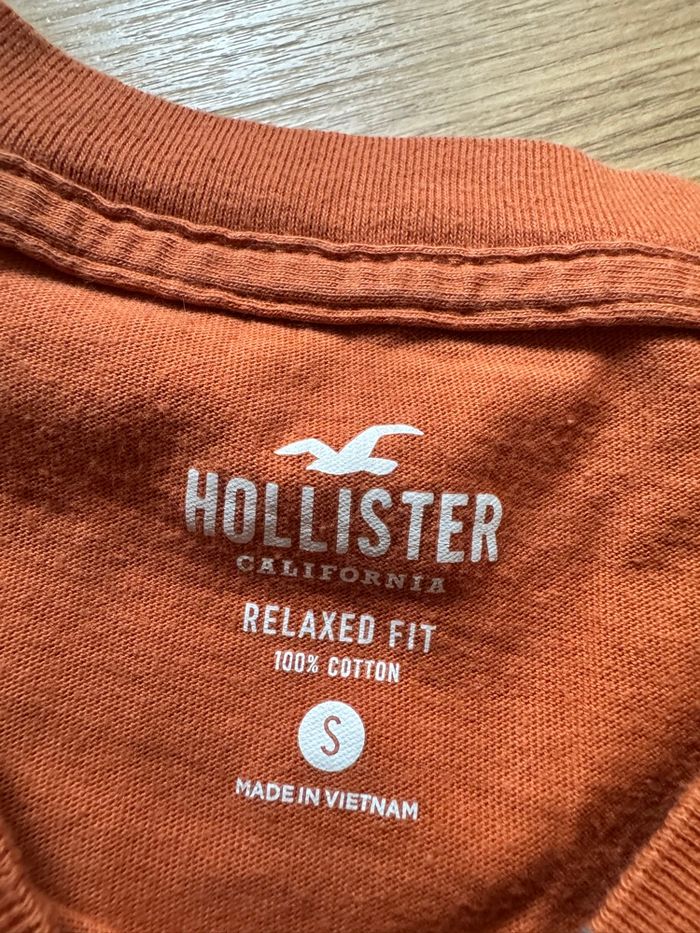 HOLLISTER
CALIFORNIA
RELAXED FIT
100% COTTON
S
MADE IN VIETNAM